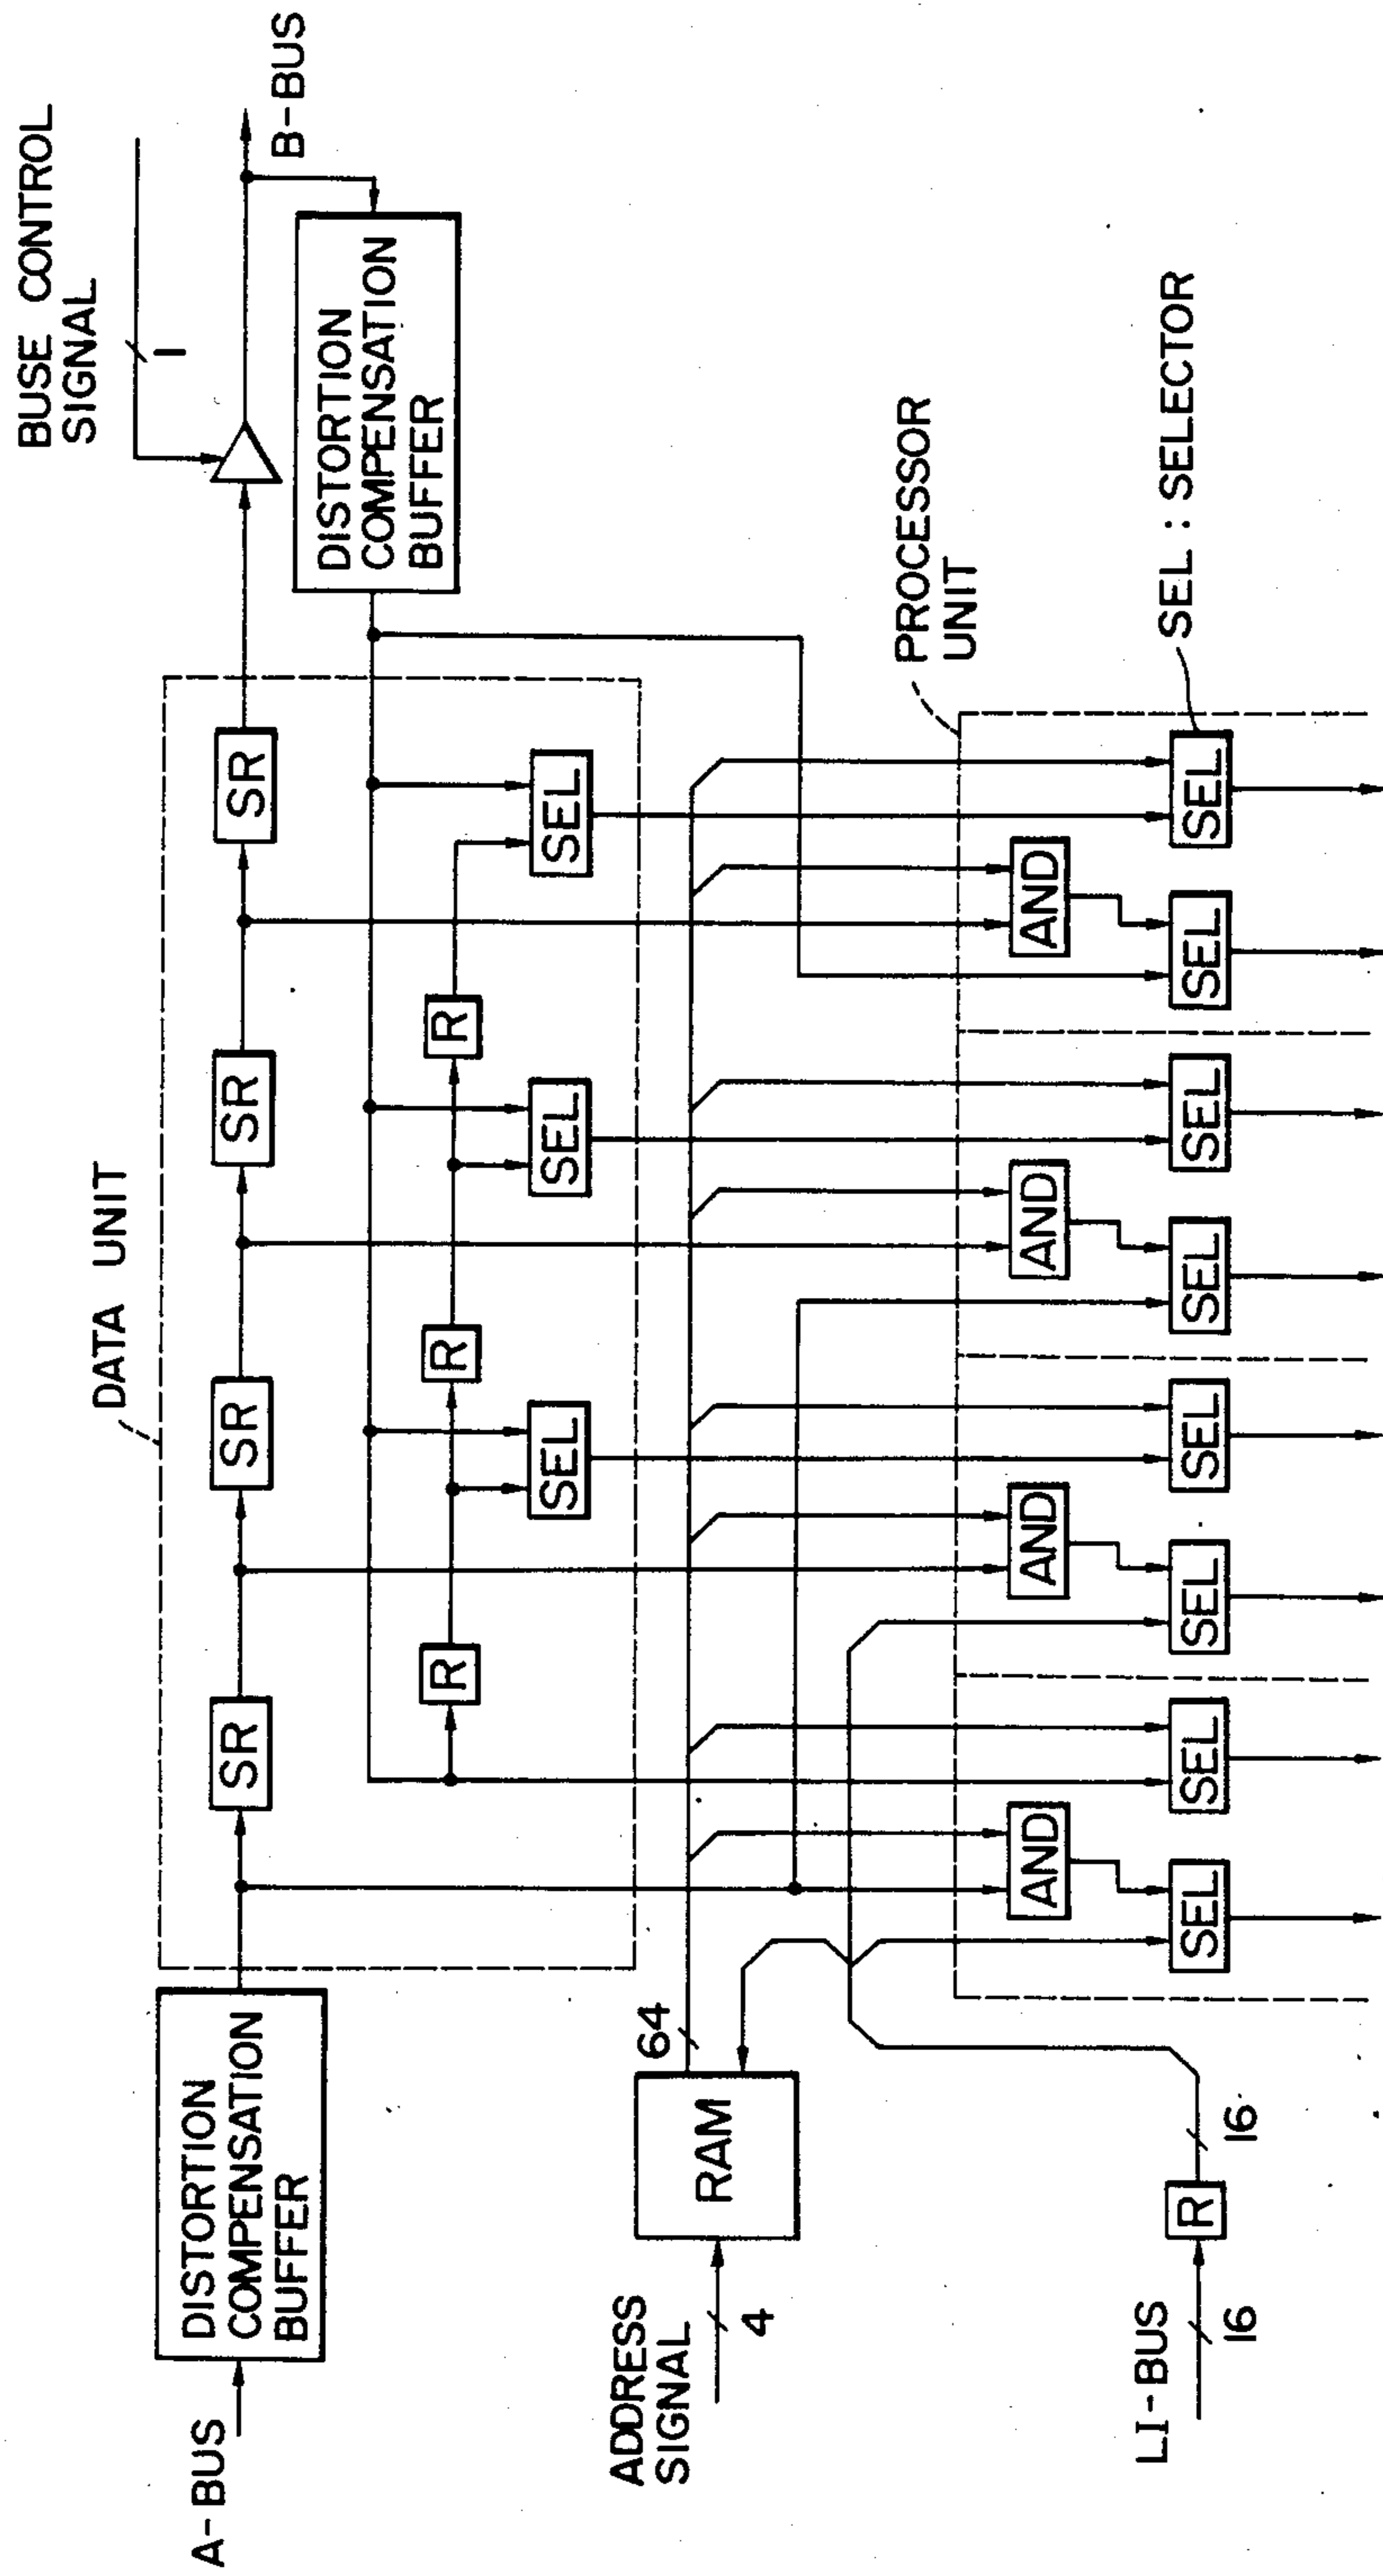 BUSE CONTROL
SIGNAL
1
DATA UNIT
A-BUS
DISTORTION
COMPENSATION
BUFFER
SR
SR
SR
SR
B-BUS
DISTORTION
COMPENSATION
BUFFER
R
R
R
SEL
SEL
SEL
ADDRESS
SIGNAL
4
RAM
64
PROCESSOR
UNIT
AND
AND
AND
AND
LI-BUS
16
R
16
SEL
SEL
SEL
SEL
SEL
SEL
SEL
SEL
SEL : SELECTOR